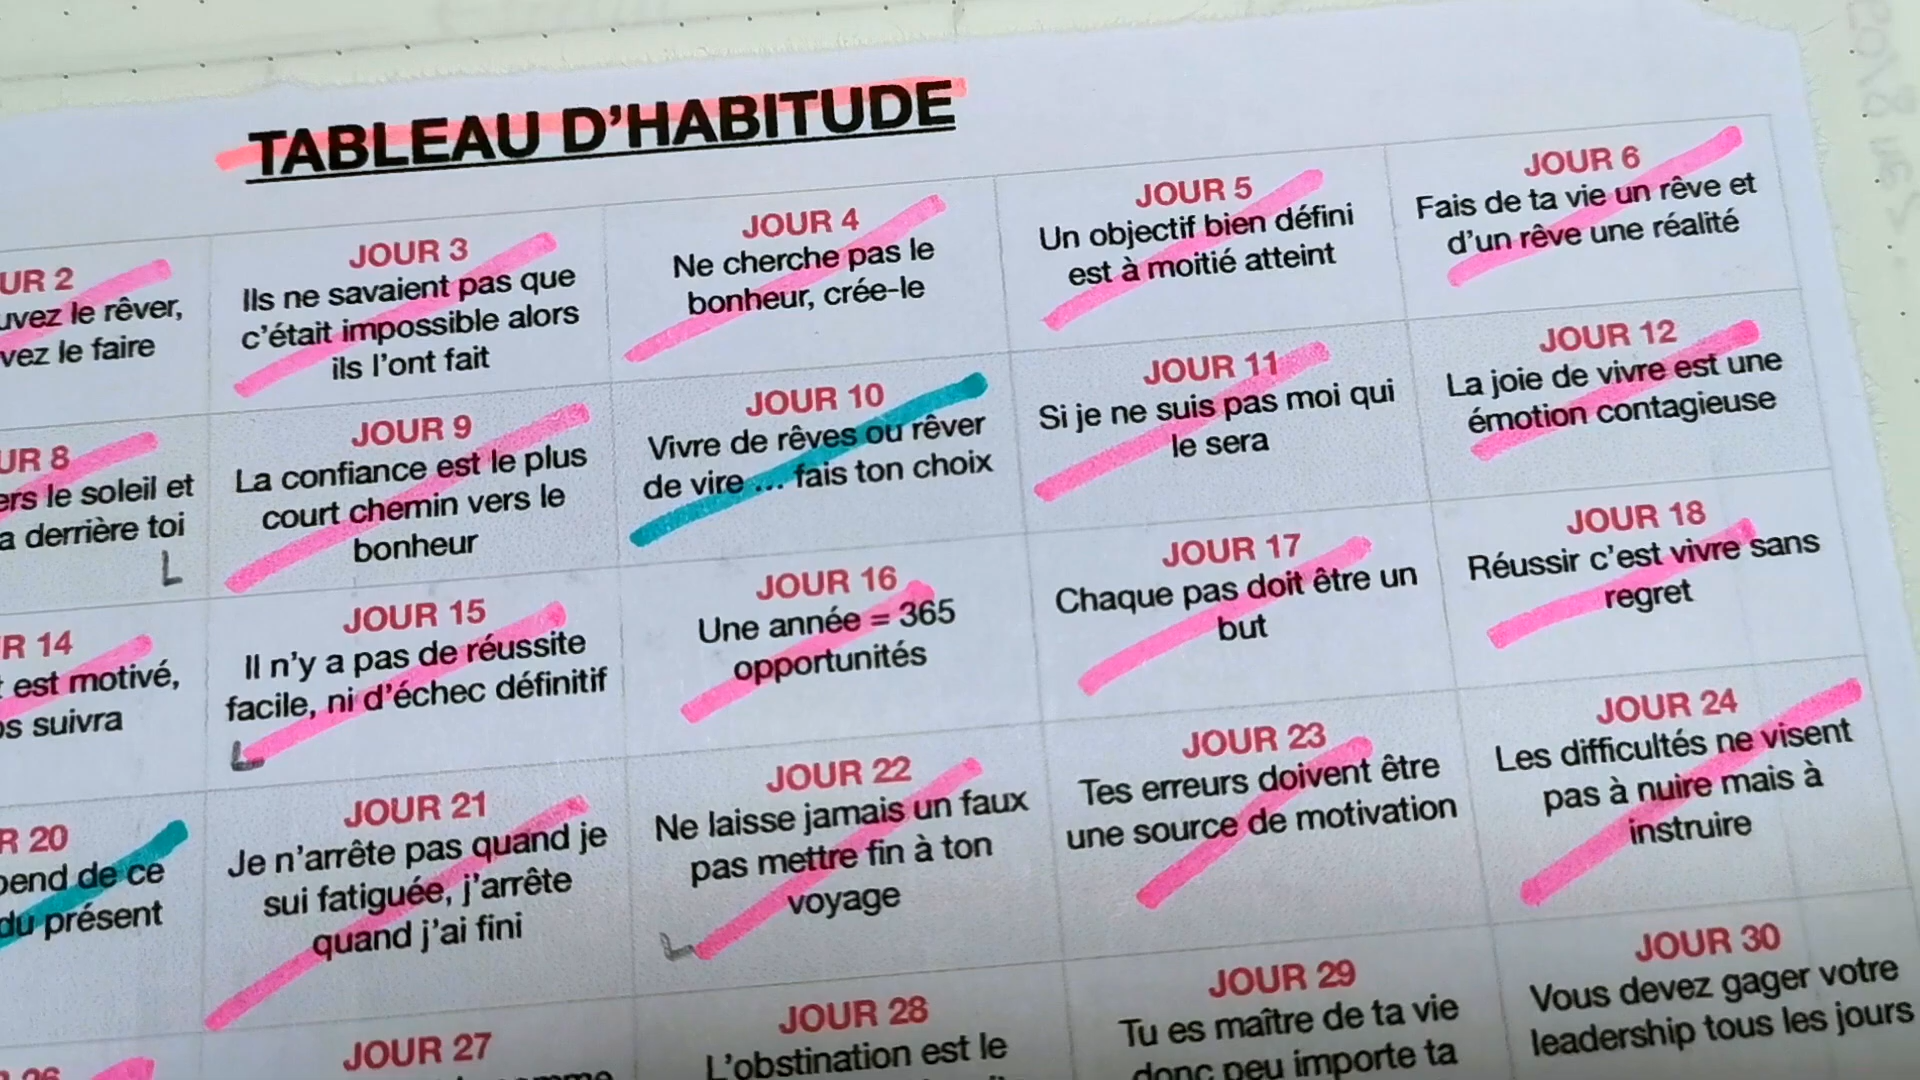 TABLEAU D'HABITUDE
UR 2
uvez le rêver,
vez le faire
JOUR 3
Ils ne savaient pas que
c'était impossible alors
ils l'ont fait
JOUR 4
Ne cherche pas le
bonheur, crée-le
JOUR 5
Un objectif bien défini
est à moitié atteint
JOUR 6
Fais de ta vie un rêve et
d'un rêve une réalité
UR 8
ers le soleil et
a derrière toi
L
JOUR 9
La confiance est le plus
court chemin vers le
bonheur
JOUR 10
Vivre de rêves ou rêver
de vire ... fais ton choix
JOUR 11
Si je ne suis pas moi qui
le sera
JOUR 12
La joie de vivre est une
émotion contagieuse
R 14
est motivé,
os suivra
JOUR 15
Il n'y a pas de réussite
facile, ni d'échec définitif
L
JOUR 16
Une année = 365
opportunités
JOUR 17
Chaque pas doit être un
but
JOUR 18
Réussir c'est vivre sans
regret
R 20
pend de ce
du présent
JOUR 21
Je n'arrête pas quand je
sui fatiguée, j'arrête
quand j'ai fini
JOUR 22
Ne laisse jamais un faux
pas mettre fin à ton
voyage
L
JOUR 23
Tes erreurs doivent être
une source de motivation
JOUR 24
Les difficultés ne visent
pas à nuire mais à
instruire
26
JOUR 27
JOUR 28
L'obstination est le
JOUR 29
Tu es maître de ta vie
donc peu importe ta
JOUR 30
Vous devez gager votre
leadership tous les jours